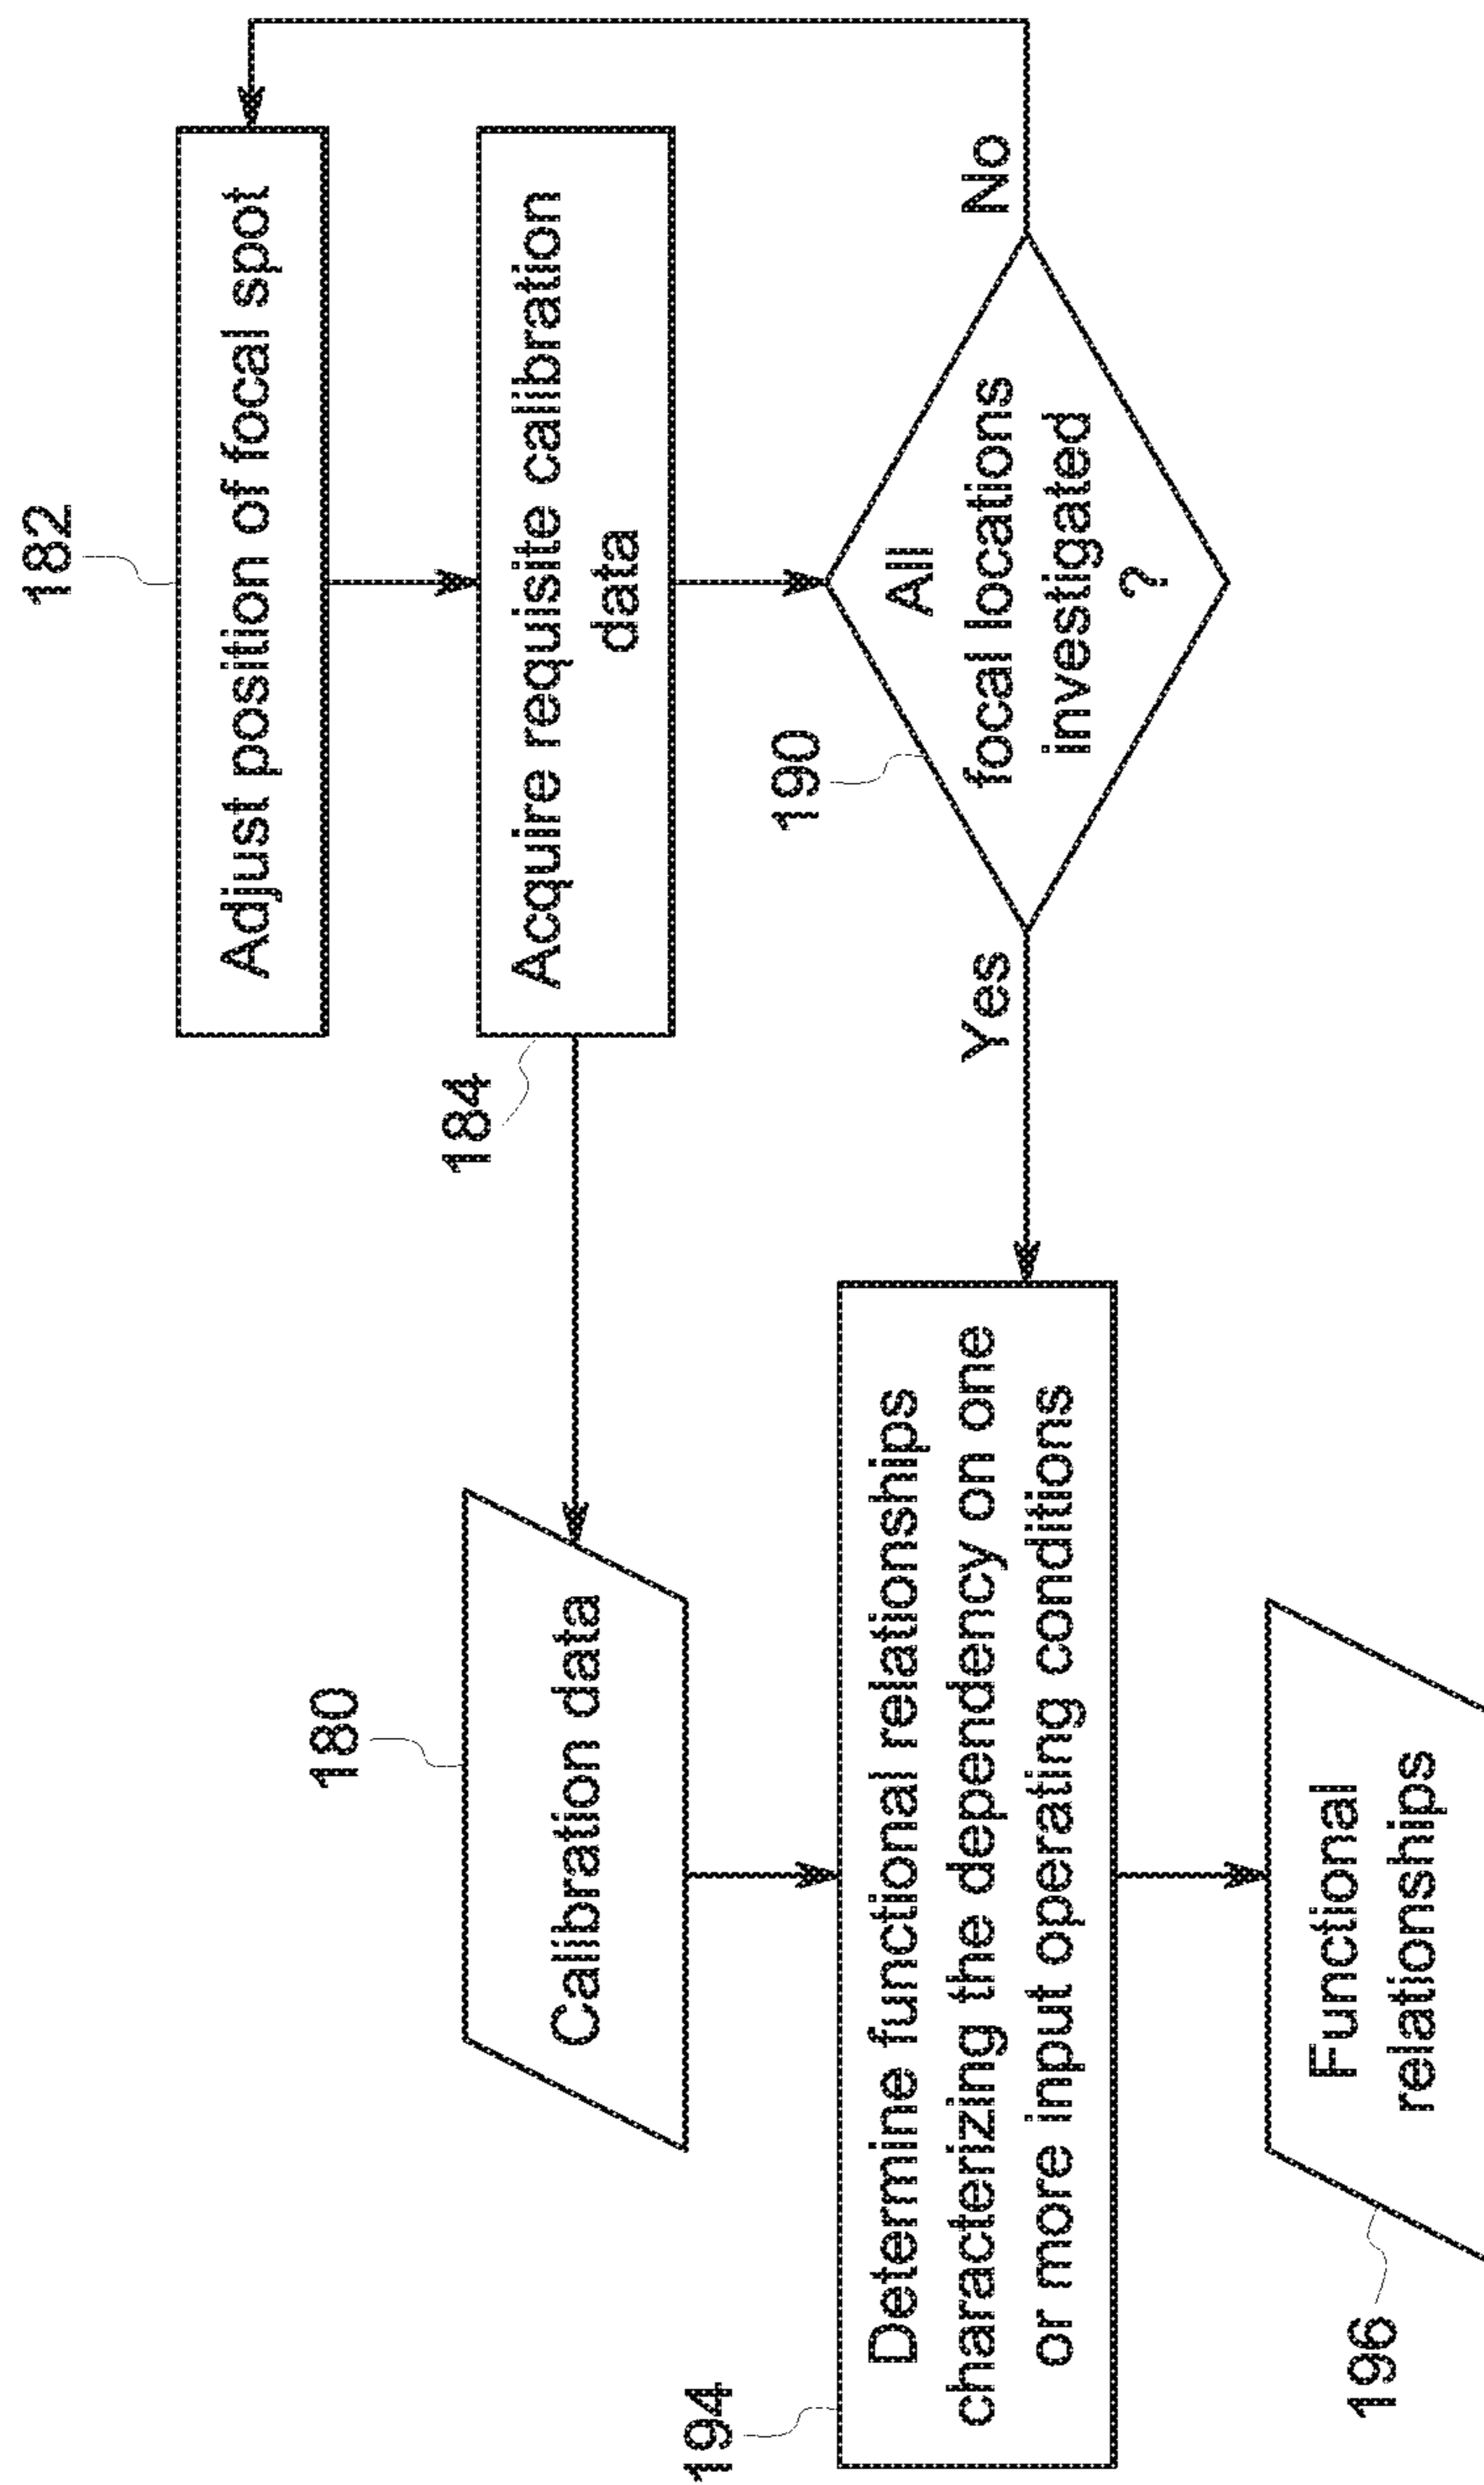 182
Adjust position of focal spot
184
Acquire requisite calibration
data
180
Calibration data
190
All
focal locations
investigated
?
No
Yes
194
Determine functional relationships
characterizing the dependency on one
or more input operating conditions
196
Functional
relationships